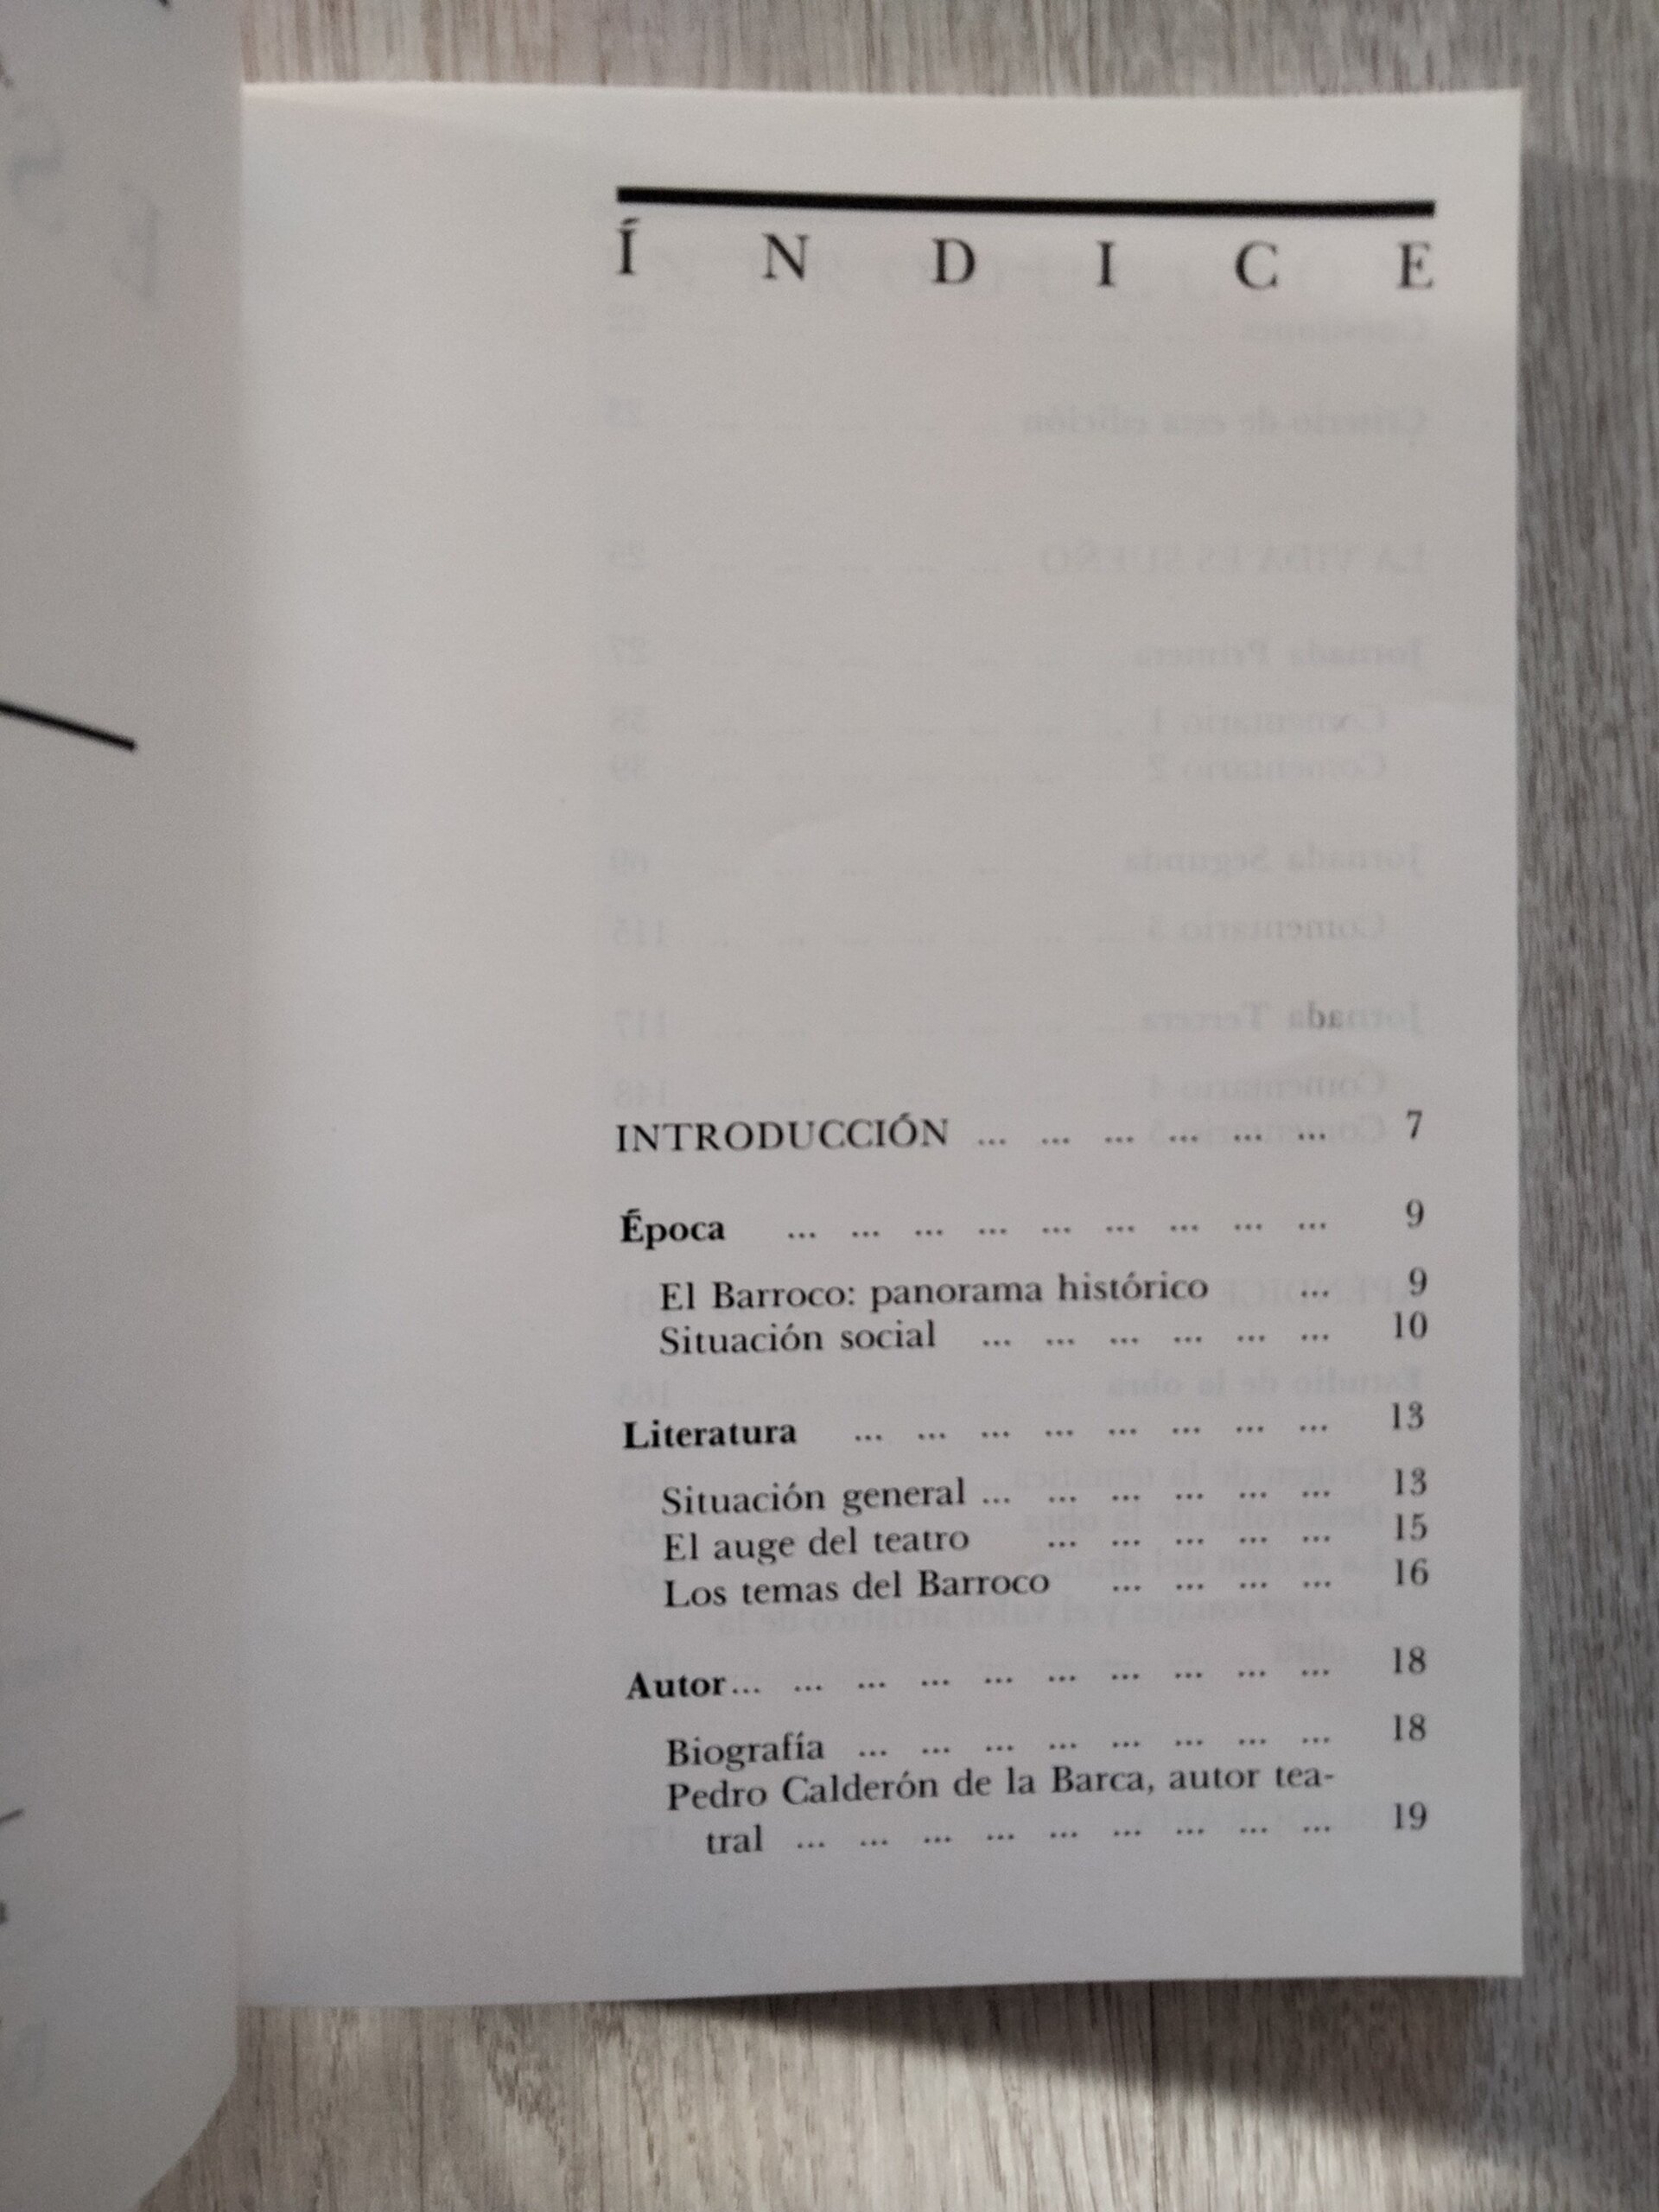 Í N D I C E
INTRODUCCIÓN ... ... ... ... ... ... 7
Época ... ... ... ... ... ... ... ... ... 9
El Barroco: panorama histórico ... 9
Situación social ... ... ... ... ... ... 10
Literatura ... ... ... ... ... ... ... ... 13
Situación general ... ... ... ... ... ... 13
El auge del teatro ... ... ... ... ... 15
Los temas del Barroco ... ... ... ... 16
Autor... ... ... ... ... ... ... ... ... ... 18
Biografía ... ... ... ... ... ... ... ... 18
Pedro Calderón de la Barca, autor tea-
tral ... ... ... ... ... ... ... ... ... 19